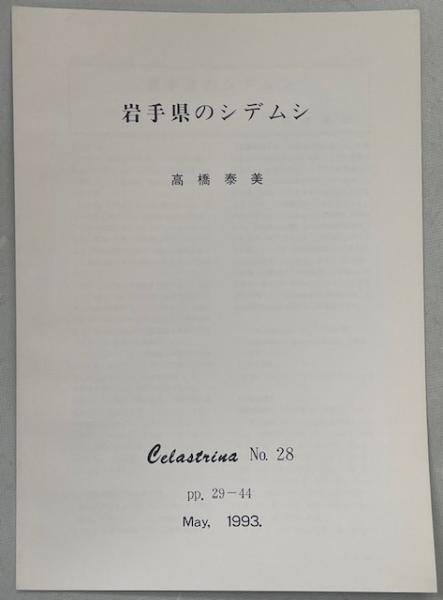 岩手県のシデムシ
高橋泰美
Celastrina No. 28
pp. 29－44
May, 1993.